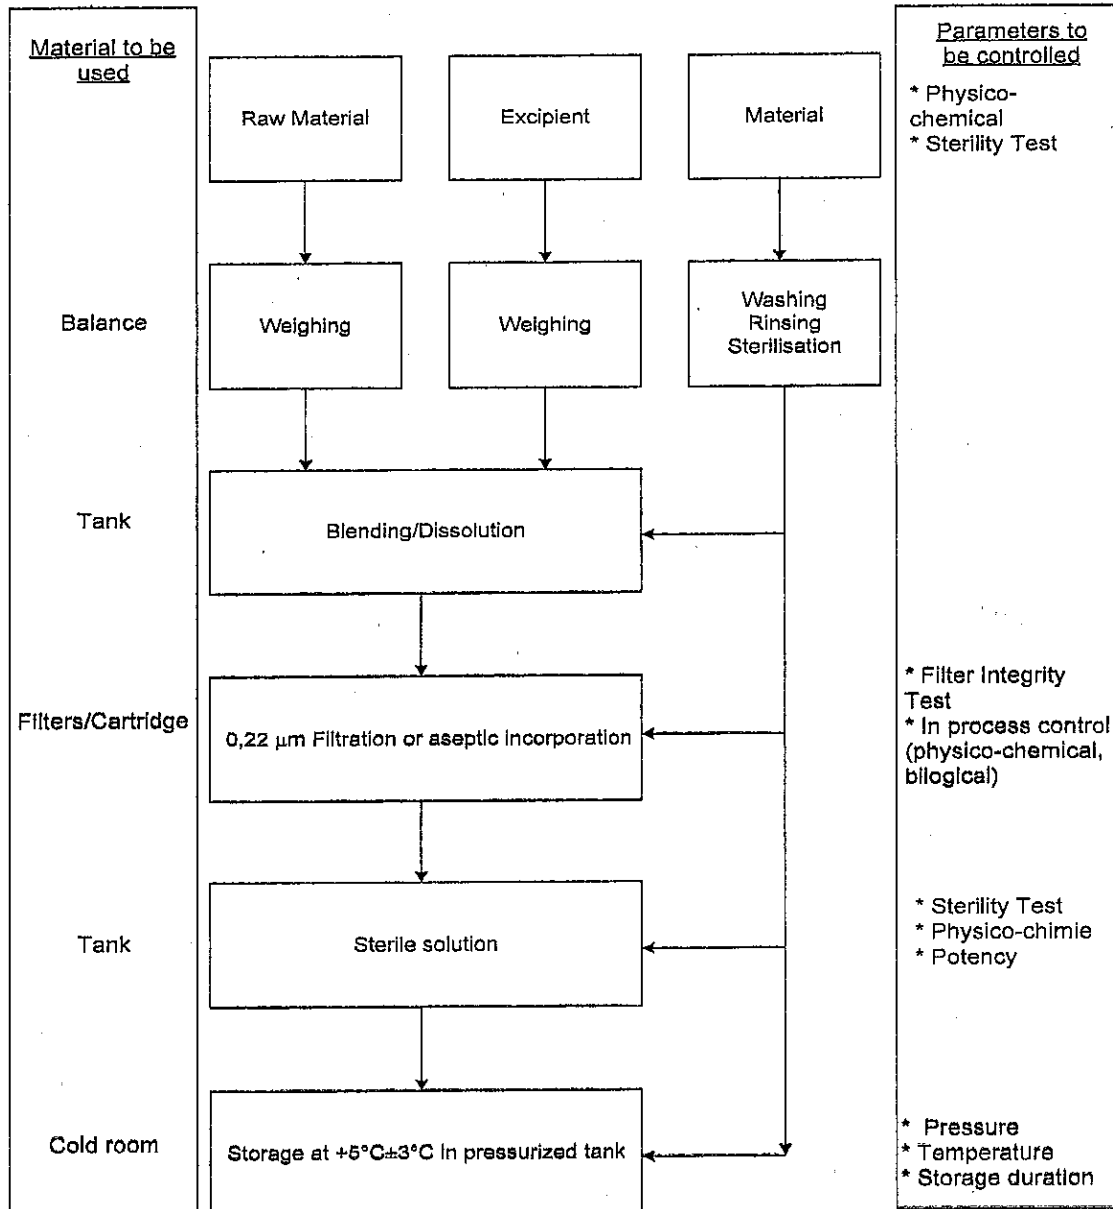 Material to be
used
Parameters to
be controlled
Raw Material
Excipient
Material
* Physico-
chemical
* Sterility Test
Balance
Weighing
Weighing
Washing
Rinsing
Sterilisation
Tank
Blending/Dissolution
Filters/Cartridge
0,22 µm Filtration or aseptic incorporation
* Filter Integrity
Test
* In process control
(physico-chemical,
bilogical)
Tank
Sterile solution
* Sterility Test
* Physico-chimie
* Potency
Cold room
Storage at +5°C±3°C In pressurized tank
* Pressure
* Temperature
* Storage duration